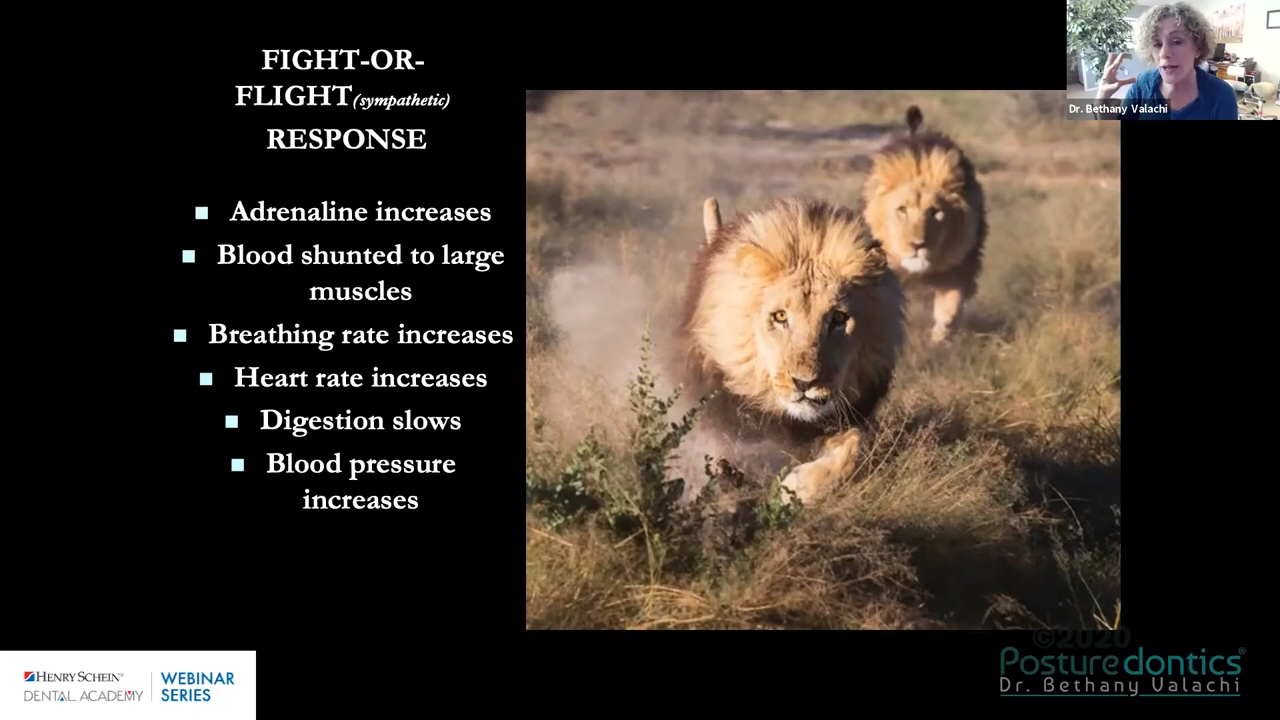 FIGHT-OR-
FLIGHT(sympathetic)
RESPONSE
Adrenaline increases
Blood shunted to large
muscles
Breathing rate increases
Heart rate increases
Digestion slows
Blood pressure
increases
Dr. Bethany Valachi
HENRY SCHEIN®
DENTAL ACADEMY
WEBINAR
SERIES
©2020
Posturedontics®
Dr. Bethany Valachi